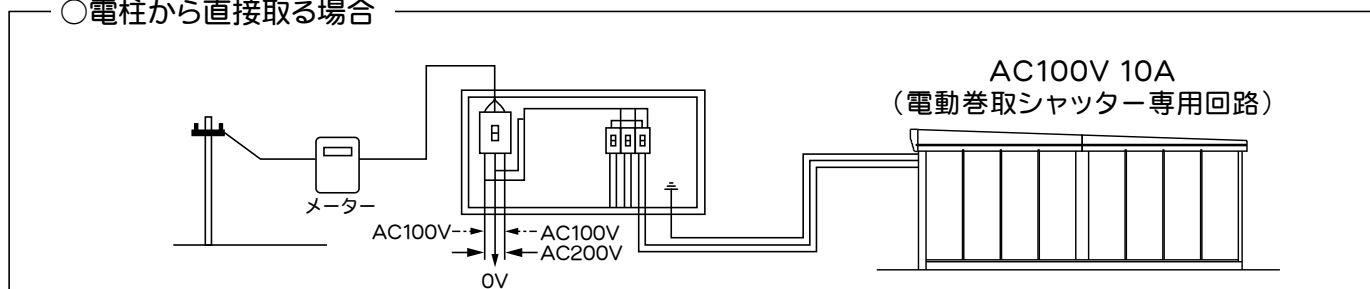 ○電柱から直接取る場合
AC100V 10A
（電動巻取シャッター専用回路）
メーター
AC100V
AC100V
AC200V
0V